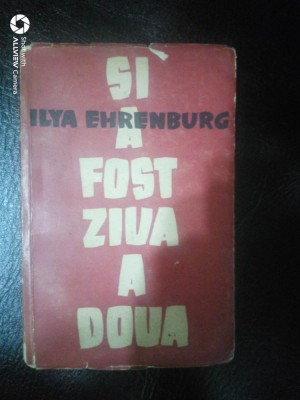 ȘI
ILYA EHRENBURG
A
FOST
ZIUA
A
DOUA
Shot with
ALLVIEW Camera